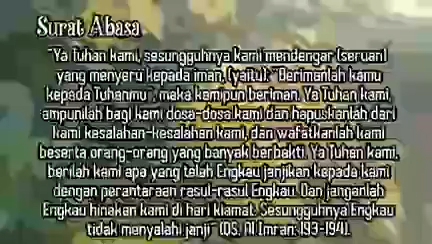 Surat Abasa
"Ya Tuhan kami, sesungguhnya kami mendengar (seruan)
yang menyeru kepada iman, (yaitu): "Berimanlah kamu
kepada Tuhanmu", maka kamipun beriman. Ya Tuhan kami,
ampunilah bagi kami dosa-dosa kami dan hapuskanlah dari
kami kesalahan-kesalahan kami, dan wafatkanlah kami
beserta orang-orang yang banyak berbakti. Ya Tuhan kami,
berilah kami apa yang telah Engkau janjikan kepada kami
dengan perantaraan rasul-rasul Engkau. Dan janganlah
Engkau hinakan kami di hari kiamat. Sesungguhnya Engkau
tidak menyalahi janji" (QS. Al Imran: 193-194).